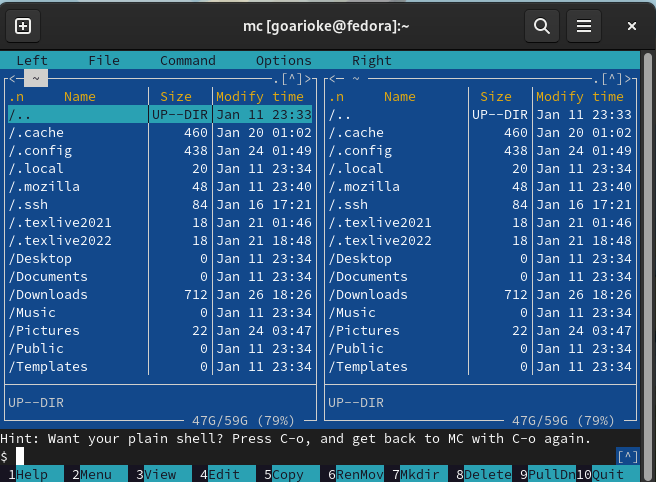 mc [goarioke@fedora]:~
Left File Command Options Right
<─ ~ .[^]> <─ ~ .[^]>
.n Name Size Modify time .n Name Size Modify time
/.. UP--DIR Jan 11 23:33 /.. UP--DIR Jan 11 23:33
/.cache 460 Jan 20 01:02 /.cache 460 Jan 20 01:02
/.config 438 Jan 24 01:49 /.config 438 Jan 24 01:49
/.local 20 Jan 11 23:34 /.local 20 Jan 11 23:34
/.mozilla 48 Jan 11 23:40 /.mozilla 48 Jan 11 23:40
/.ssh 84 Jan 16 17:21 /.ssh 84 Jan 16 17:21
/.texlive2021 18 Jan 21 01:46 /.texlive2021 18 Jan 21 01:46
/.texlive2022 18 Jan 21 18:48 /.texlive2022 18 Jan 21 18:48
/Desktop 0 Jan 11 23:34 /Desktop 0 Jan 11 23:34
/Documents 0 Jan 11 23:34 /Documents 0 Jan 11 23:34
/Downloads 712 Jan 26 18:26 /Downloads 712 Jan 26 18:26
/Music 0 Jan 11 23:34 /Music 0 Jan 11 23:34
/Pictures 22 Jan 24 03:47 /Pictures 22 Jan 24 03:47
/Public 0 Jan 11 23:34 /Public 0 Jan 11 23:34
/Templates 0 Jan 11 23:34 /Templates 0 Jan 11 23:34
UP--DIR UP--DIR
47G/59G (79%) 47G/59G (79%)
Hint: Want your plain shell? Press C-o, and get back to MC with C-o again.
$ [^]
1Help 2Menu 3View 4Edit 5Copy 6RenMov 7Mkdir 8Delete 9PullDn 10Quit